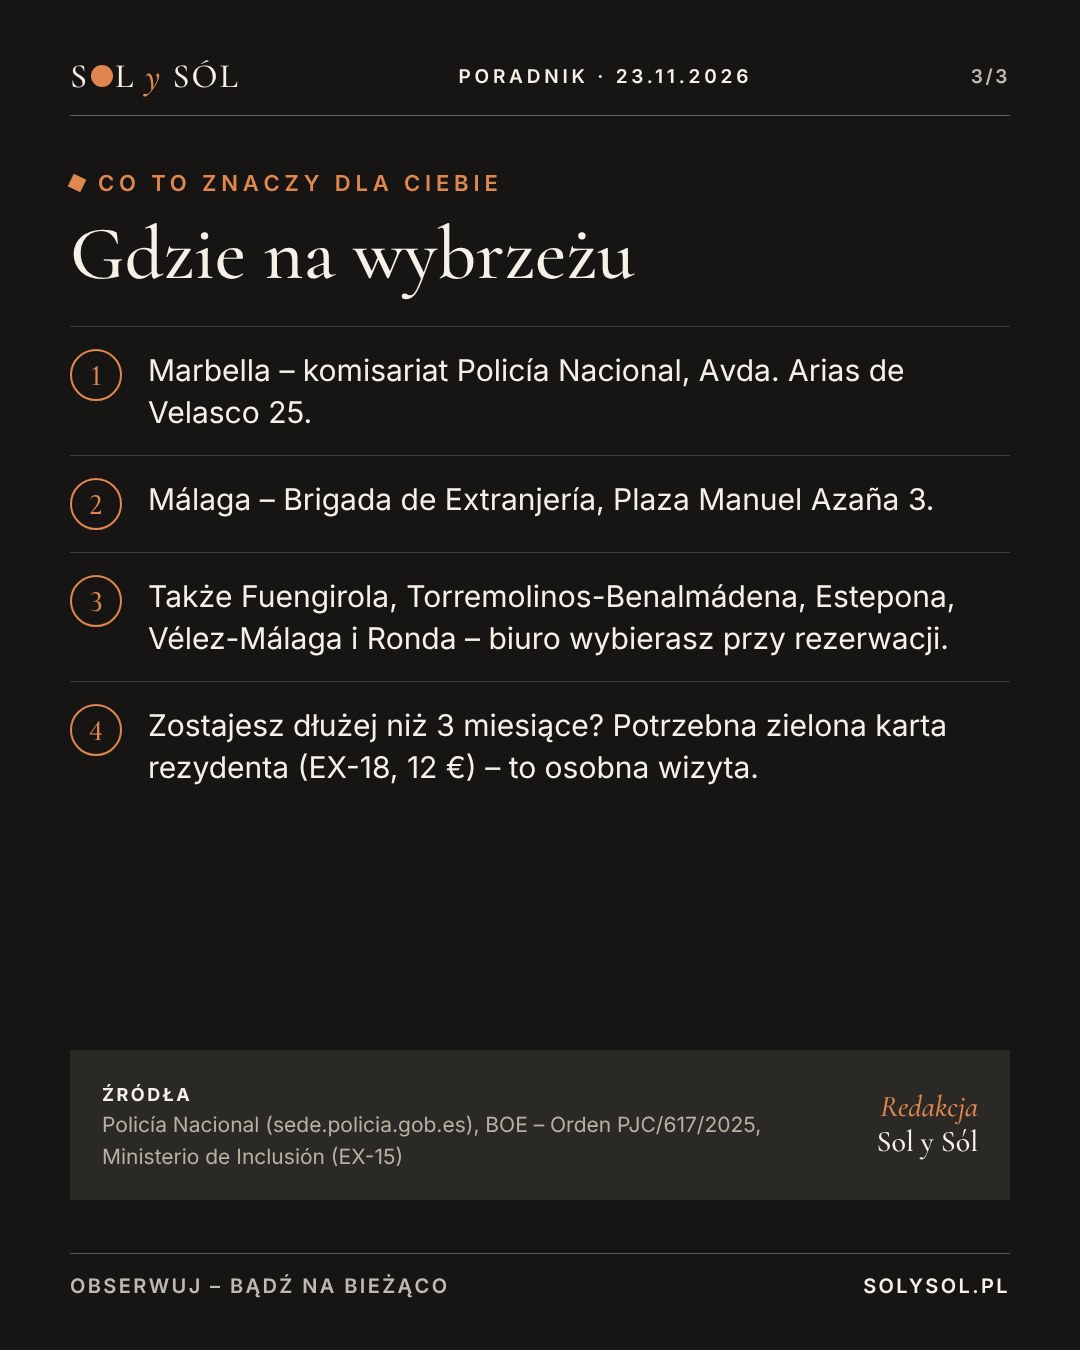 SOL y SÓL
PORADNIK · 23.11.2026
3/3
CO TO ZNACZY DLA CIEBIE
Gdzie na wybrzeżu
1
Marbella – komisariat Policía Nacional, Avda. Arias de
Velasco 25.
2
Málaga – Brigada de Extranjería, Plaza Manuel Azaña 3.
3
Także Fuengirola, Torremolinos-Benalmádena, Estepona,
Vélez-Málaga i Ronda – biuro wybierasz przy rezerwacji.
4
Zostajesz dłużej niż 3 miesiące? Potrzebna zielona karta
rezydenta (EX-18, 12 €) – to osobna wizyta.
ŹRÓDŁA
Policía Nacional (sede.policia.gob.es), BOE – Orden PJC/617/2025,
Ministerio de Inclusión (EX-15)
Redakcja
Sol y Sól
OBSERWUJ – BĄDŹ NA BIEŻĄCO
SOLYSOL.PL